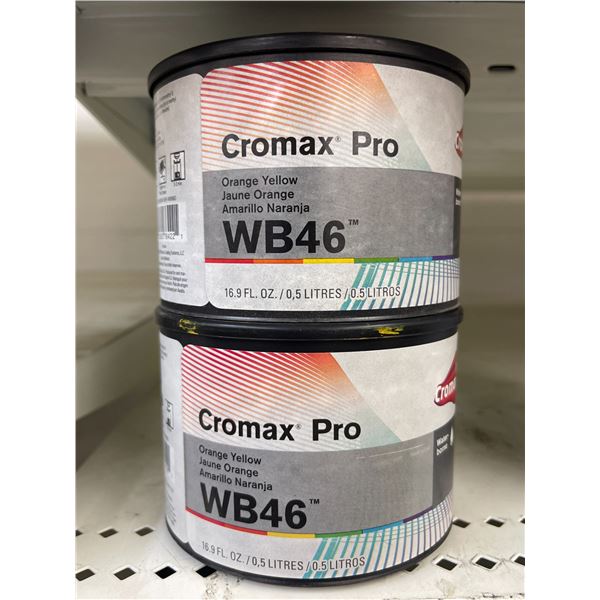 Cromax® Pro
Orange Yellow
Jaune Orange
Amarillo Naranja
WB46™
16.9 FL. OZ. / 0,5 LITRES / 0.5 LITROS
Cromax® Pro
Orange Yellow
Jaune Orange
Amarillo Naranja
WB46™
16.9 FL. OZ. / 0,5 LITRES / 0.5 LITROS
Water-
borne